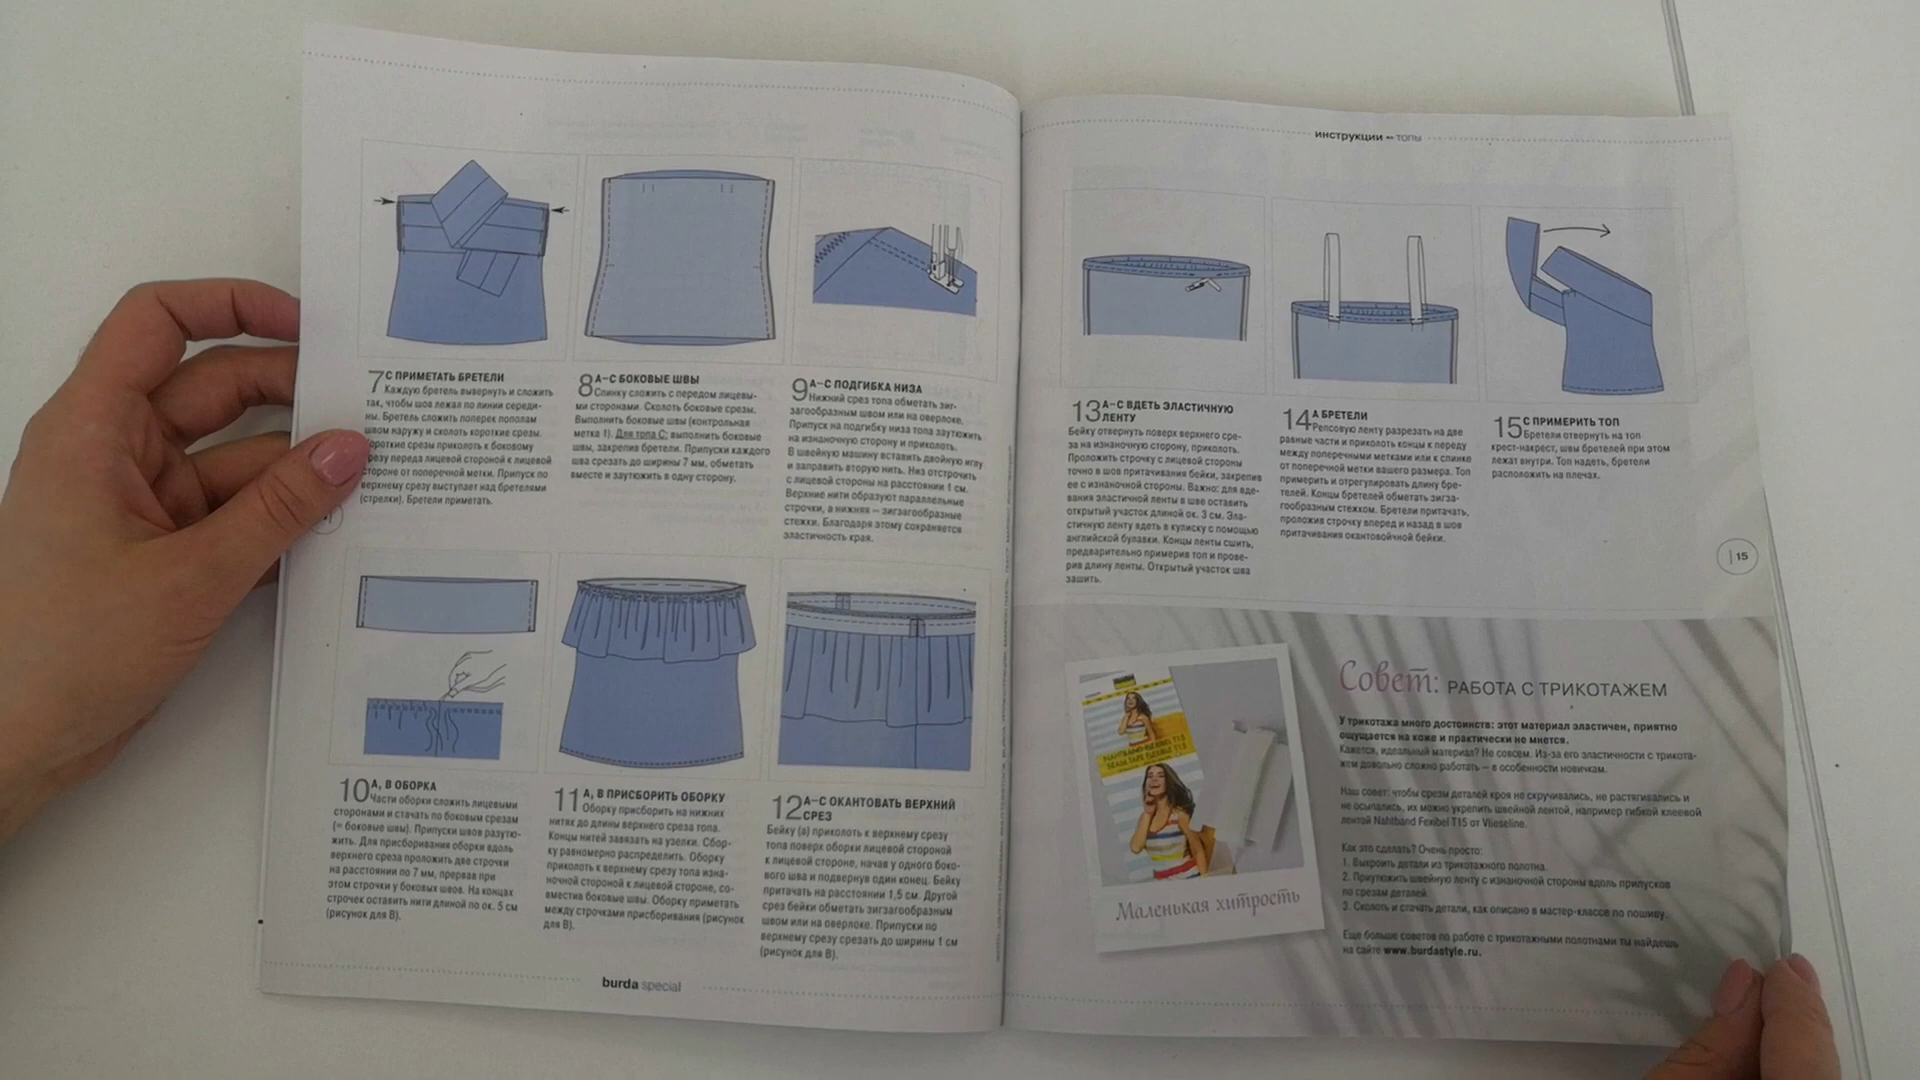 7 С ПРИМЕТАТЬ БРЕТЕЛИ
Каждую бретель вывернуть и сложить
так, чтобы шов лежал по линии середи-
ны. Бретель сложить поперек пополам
швом наружу и сколоть короткие срезы.
Короткие срезы приколоть к боковому
срезу переда лицевой стороной к лицевой
стороне от поперечной метки. Припуск по
верхнему срезу выступает над бретелями
(стрелки). Бретели приметать.
8 А–С БОКОВЫЕ ШВЫ
Спинку сложить с передом лицевы-
ми сторонами. Сколоть боковые срезы.
Выполнить боковые швы (контрольная
метка 1). Для топа С: выполнить боковые
швы, закрепив бретели. Припуски каждого
шва срезать до ширины 7 мм, обметать
вместе и заутюжить в одну сторону.
9 А–С ПОДГИБКА НИЗА
Нижний срез топа обметать зиг-
загообразным швом или на оверлоке.
Припуск на подгибку низа топа заутюжить
на изнаночную сторону и приколоть.
В швейную машину вставить двойную иглу
и заправить вторую нить. Низ отстрочить
с лицевой стороны на расстоянии 1 см.
Верхние нити образуют параллельные
строчки, а нижняя — зигзагообразные
стежки. Благодаря этому сохраняется
эластичность края.
10 А, В ОБОРКА
Части оборки сложить лицевыми
сторонами и стачать по боковым срезам
(= боковые швы). Припуски швов разутю-
жить. Для присборивания оборки вдоль
верхнего среза проложить две строчки
на расстоянии по 7 мм, прервав при
этом строчки у боковых швов. На концах
строчек оставить нити длиной по ок. 5 см
(рисунок для В).
11 А, В ПРИСБОРИТЬ ОБОРКУ
Оборку присборить на нижних
нитях до длины верхнего среза топа.
Концы нитей завязать на узелки. Сбор-
ку равномерно распределить. Оборку
приколоть к верхнему срезу топа изна-
ночной стороной к лицевой стороне, со-
вместив боковые швы. Оборку приметать
между строчками присборивания (рисунок
для В).
12 А–С ОКАНТОВАТЬ ВЕРХНИЙ
СРЕЗ
Бейку (а) приколоть к верхнему срезу
топа поверх оборки лицевой стороной
к лицевой стороне, начав у одного боко-
вого шва и подвернув один конец. Бейку
притачать на расстоянии 1,5 см. Другой
срез бейки обметать зигзагообразным
швом или на оверлоке. Припуски по
верхнему срезу срезать до ширины 1 см
(рисунок для В).
burda special
инструкции – ТОПЫ
13 А–С ВДЕТЬ ЭЛАСТИЧНУЮ
ЛЕНТУ
Бейку отвернуть поверх верхнего сре-
за на изнаночную сторону, приколоть.
Проложить строчку с лицевой стороны
точно в шов притачивания бейки, закрепив
ее с изнаночной стороны. Важно: для вде-
вания эластичной ленты в шве оставить
открытый участок длиной ок. 3 см. Эла-
стичную ленту вдеть в кулиску с помощью
английской булавки. Концы ленты сшить,
предварительно примерив топ и прове-
рив длину ленты. Открытый участок шва
зашить.
14 А БРЕТЕЛИ
Репсовую ленту разрезать на две
равные части и приколоть концы к переду
между поперечными метками или к спинке
от поперечной метки вашего размера. Топ
примерить и отрегулировать длину бре-
телей. Концы бретелей обметать зигза-
гообразным стежком. Бретели притачать,
проложив строчку вперед и назад в шов
притачивания окантовойчной бейки.
15 С ПРИМЕРИТЬ ТОП
Бретели отвернуть на топ
крест-накрест, швы бретелей при этом
лежат внутри. Топ надеть, бретели
расположить на плечах.
| 15
NAHTBAND FLEXIBEL T15
SEAM TAPE FLEXIBLE T15
Маленькая хитрость
Совет: РАБОТА С ТРИКОТАЖЕМ
У трикотажа много достоинств: этот материал эластичен, приятно
ощущается на коже и практически не мнется.
Кажется, идеальный материал? Не совсем. Из-за его эластичности с трикота-
жем довольно сложно работать — в особенности новичкам.
Наш совет: чтобы срезы деталей кроя не скручивались, не растягивались и
не осыпались, их можно укрепить швейной лентой, например гибкой клеевой
лентой Nahtband Fexibel T15 от Vlieseline.
Как это сделать? Очень просто:
1. Выкроить детали из трикотажного полотна.
2. Приутюжить швейную ленту с изнаночной стороны вдоль припусков
по срезам деталей.
3. Сколоть и стачать детали, как описано в мастер-классе по пошиву.
Еще больше советов по работе с трикотажными полотнами ты найдешь
на сайте www.burdastyle.ru.